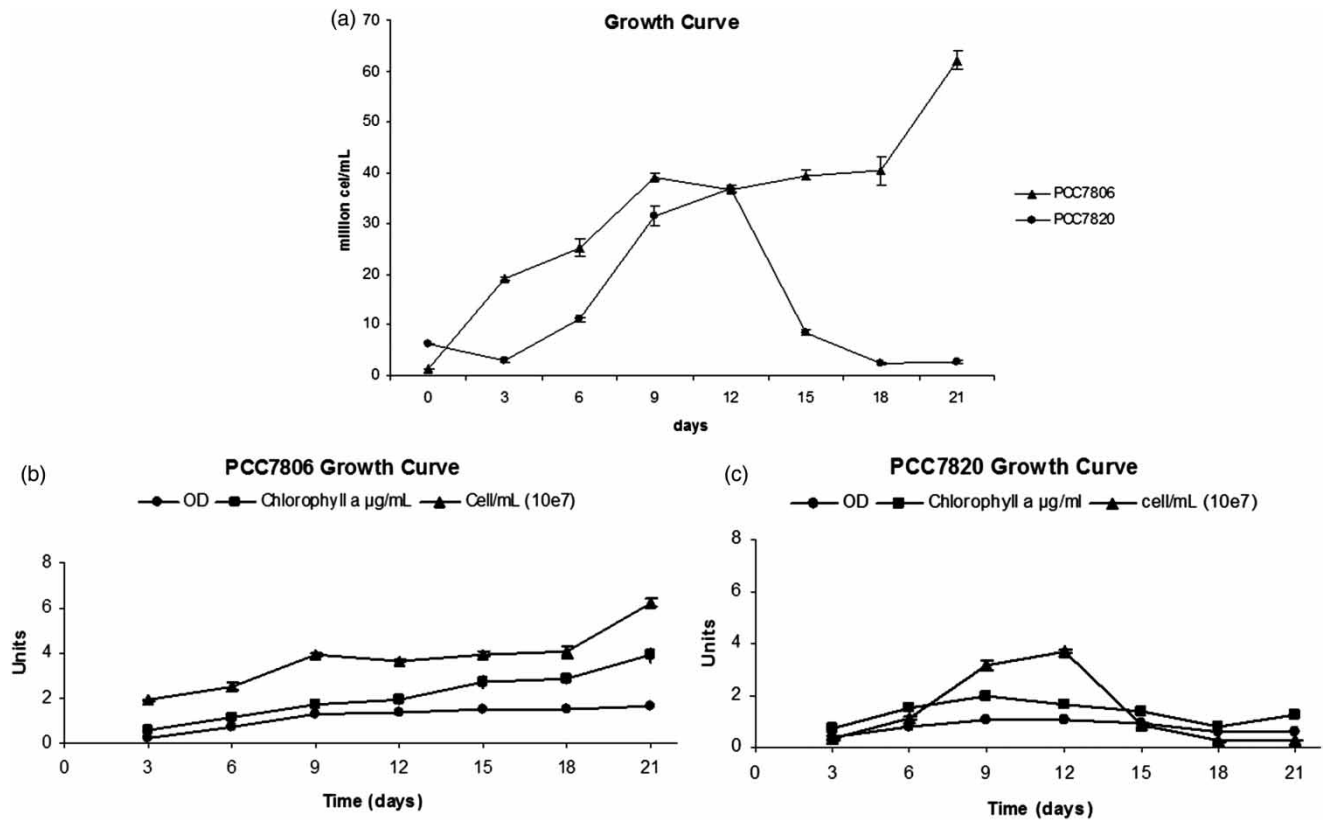 (a)
Growth Curve
70
60
50
40
30
20
10
0
million cel/mL
0 3 6 9 12 15 18 21
days
PCC7806
PCC7820
(b)
PCC7806 Growth Curve
OD Chlorophyll a µg/mL Cell/mL (10e7)
8
6
4
2
0
Units
0 3 6 9 12 15 18 21
Time (days)
(c)
PCC7820 Growth Curve
OD Chlorophyll a µg/ml cell/mL (10e7)
8
6
4
2
0
Units
0 3 6 9 12 15 18 21
Time (days)